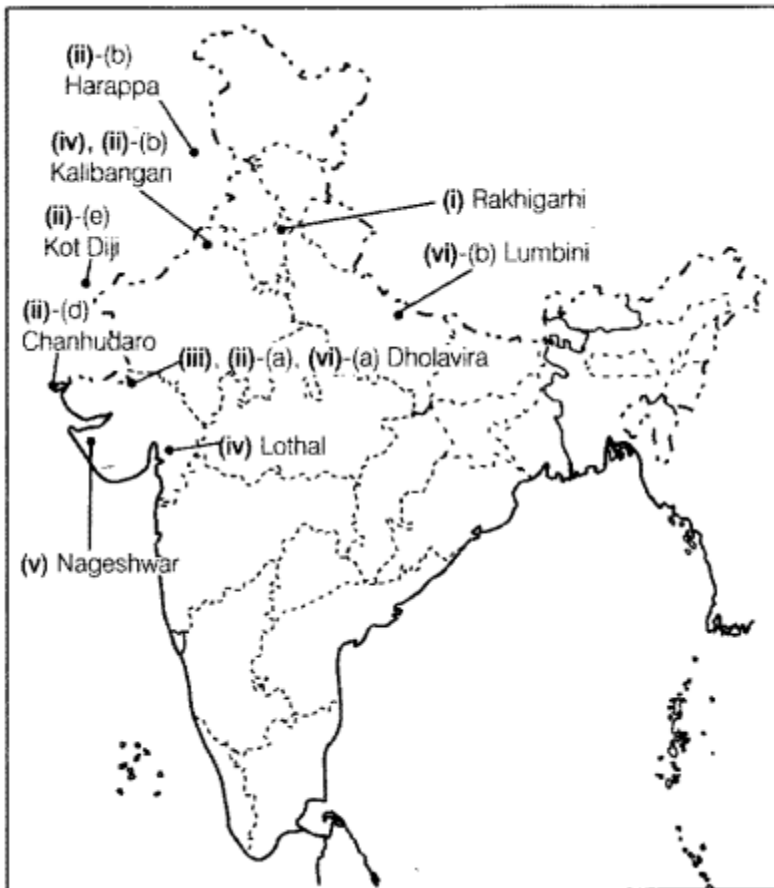 (ii)-(b)
Harappa
(iv), (ii)-(b)
Kalibangan
(i) Rakhigarhi
(ii)-(e)
Kot Diji
(vi)-(b) Lumbini
(ii)-(d)
Chanhudaro
(iii), (ii)-(a), (vi)-(a) Dholavira
(iv) Lothal
(v) Nageshwar